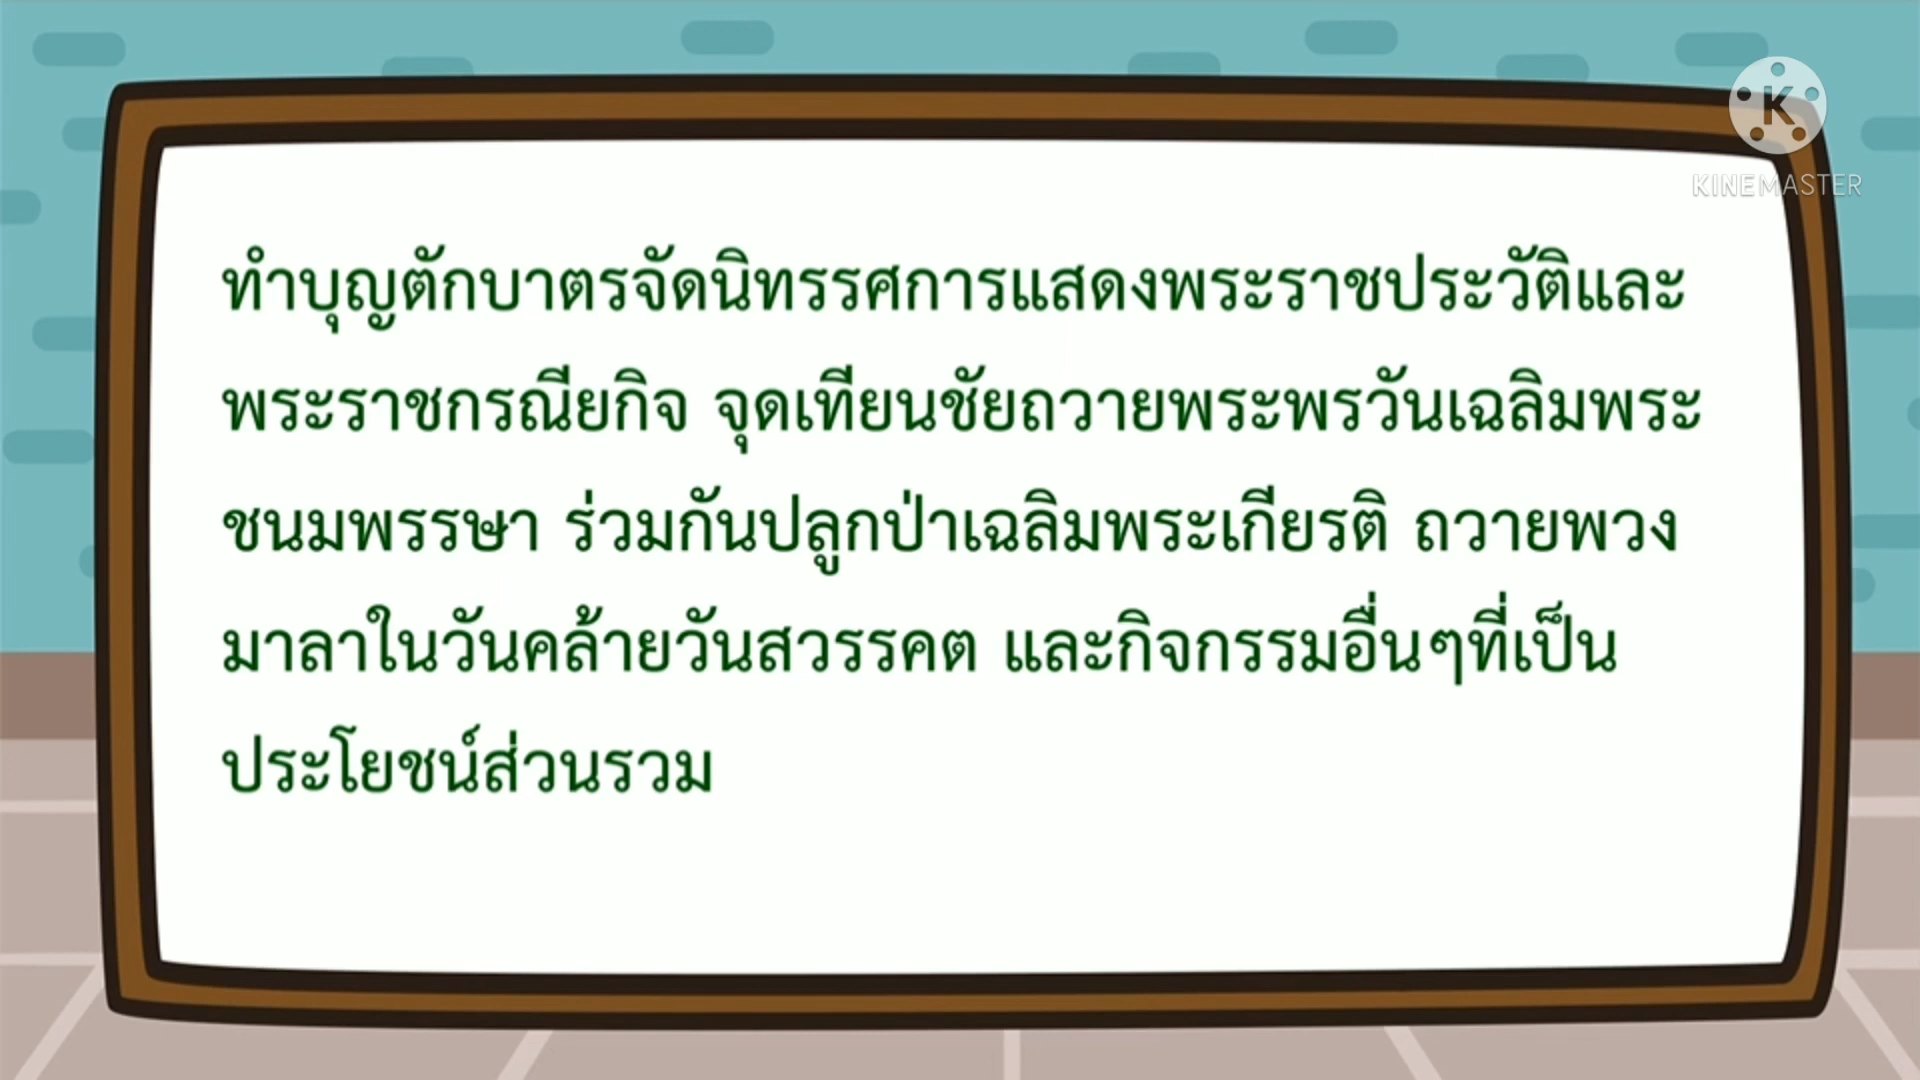 KINEMASTER
ทำบุญตักบาตรจัดนิทรรศการแสดงพระราชประวัติและ
พระราชกรณียกิจ จุดเทียนชัยถวายพระพรวันเฉลิมพระ
ชนมพรรษา ร่วมกันปลูกป่าเฉลิมพระเกียรติ ถวายพวง
มาลาในวันคล้ายวันสวรรคต และกิจกรรมอื่นๆที่เป็น
ประโยชน์ส่วนรวม